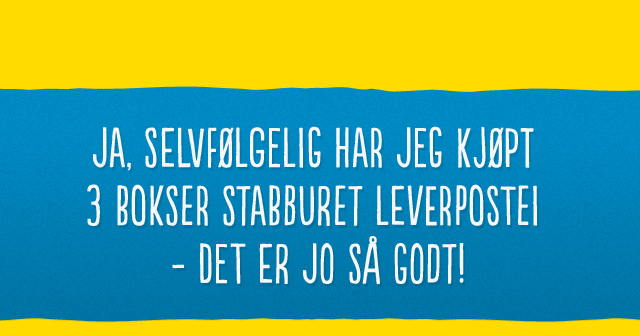 JA, SELVFØLGELIG HAR JEG KJØPT
3 BOKSER STABBURET LEVERPOSTEI
- DET ER JO SÅ GODT!